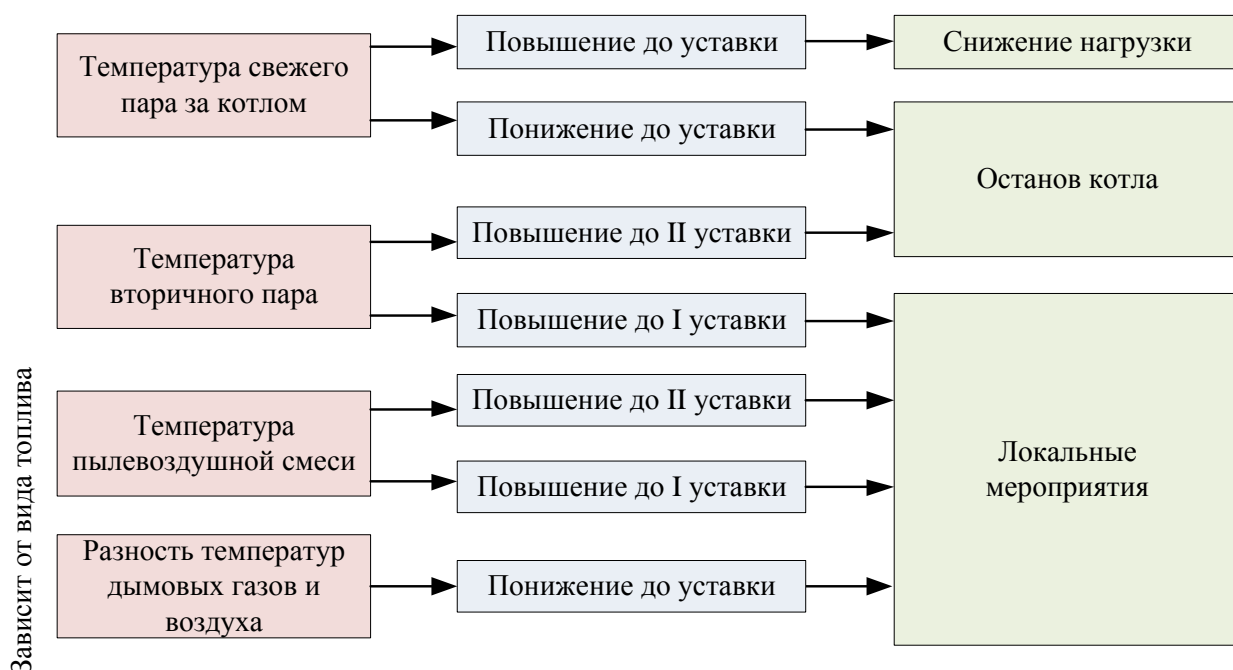 Температура свежего
пара за котлом
Повышение до уставки
Снижение нагрузки
Понижение до уставки
Останов котла
Температура
вторичного пара
Повышение до II уставки
Повышение до I уставки
Локальные
мероприятия
Зависит от вида топлива
Температура
пылевоздушной смеси
Повышение до II уставки
Повышение до I уставки
Разность температур
дымовых газов и
воздуха
Понижение до уставки